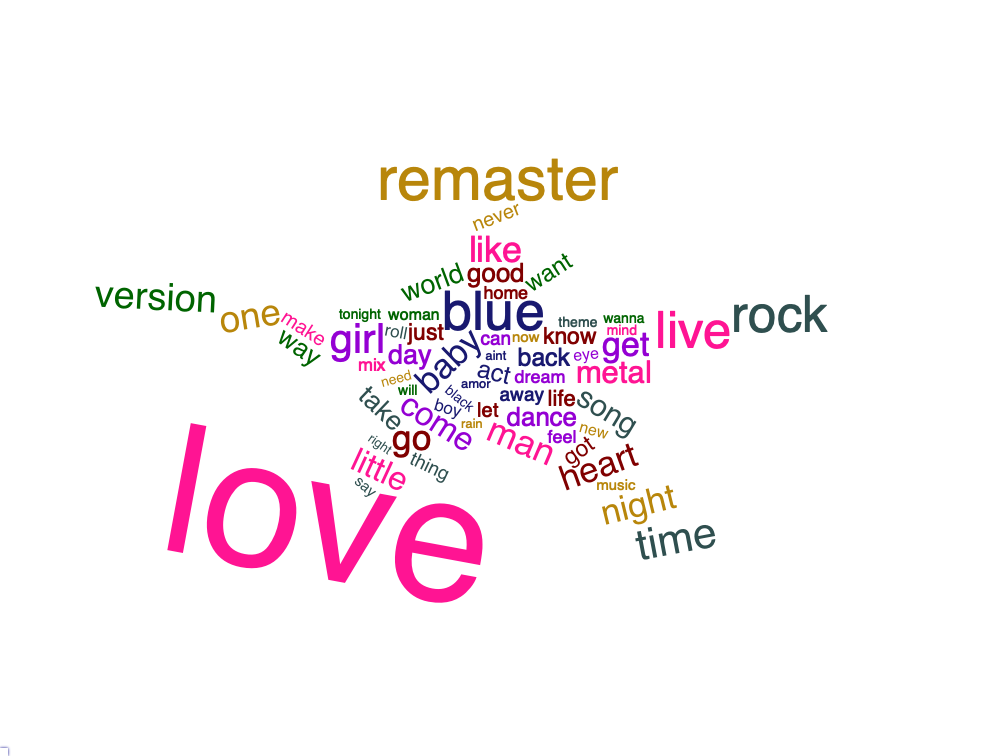 remaster
never
like
world
good
want
home
version
one
make
way
tonight
woman
blue
theme
wanna
girl
roll
just
can
now
know
mind
get
live
rock
mix
day
baby
aint
back
eye
metal
need
will
act
amor
dream
take
come
black
boy
away
life
song
let
rain
dance
feel
new
man
go
right
thing
got
heart
little
say
music
night
time
love